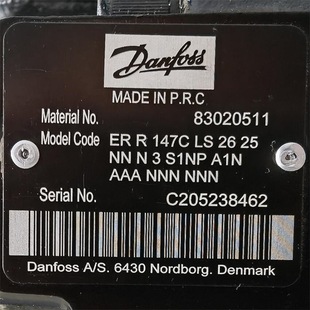 Danfoss
MADE IN P.R.C
Material No. 83020511
Model Code ER R 147C LS 26 25
NN N 3 S1NP A1N
AAA NNN NNN
Serial No. C205238462
Danfoss A/S. 6430 Nordborg. Denmark